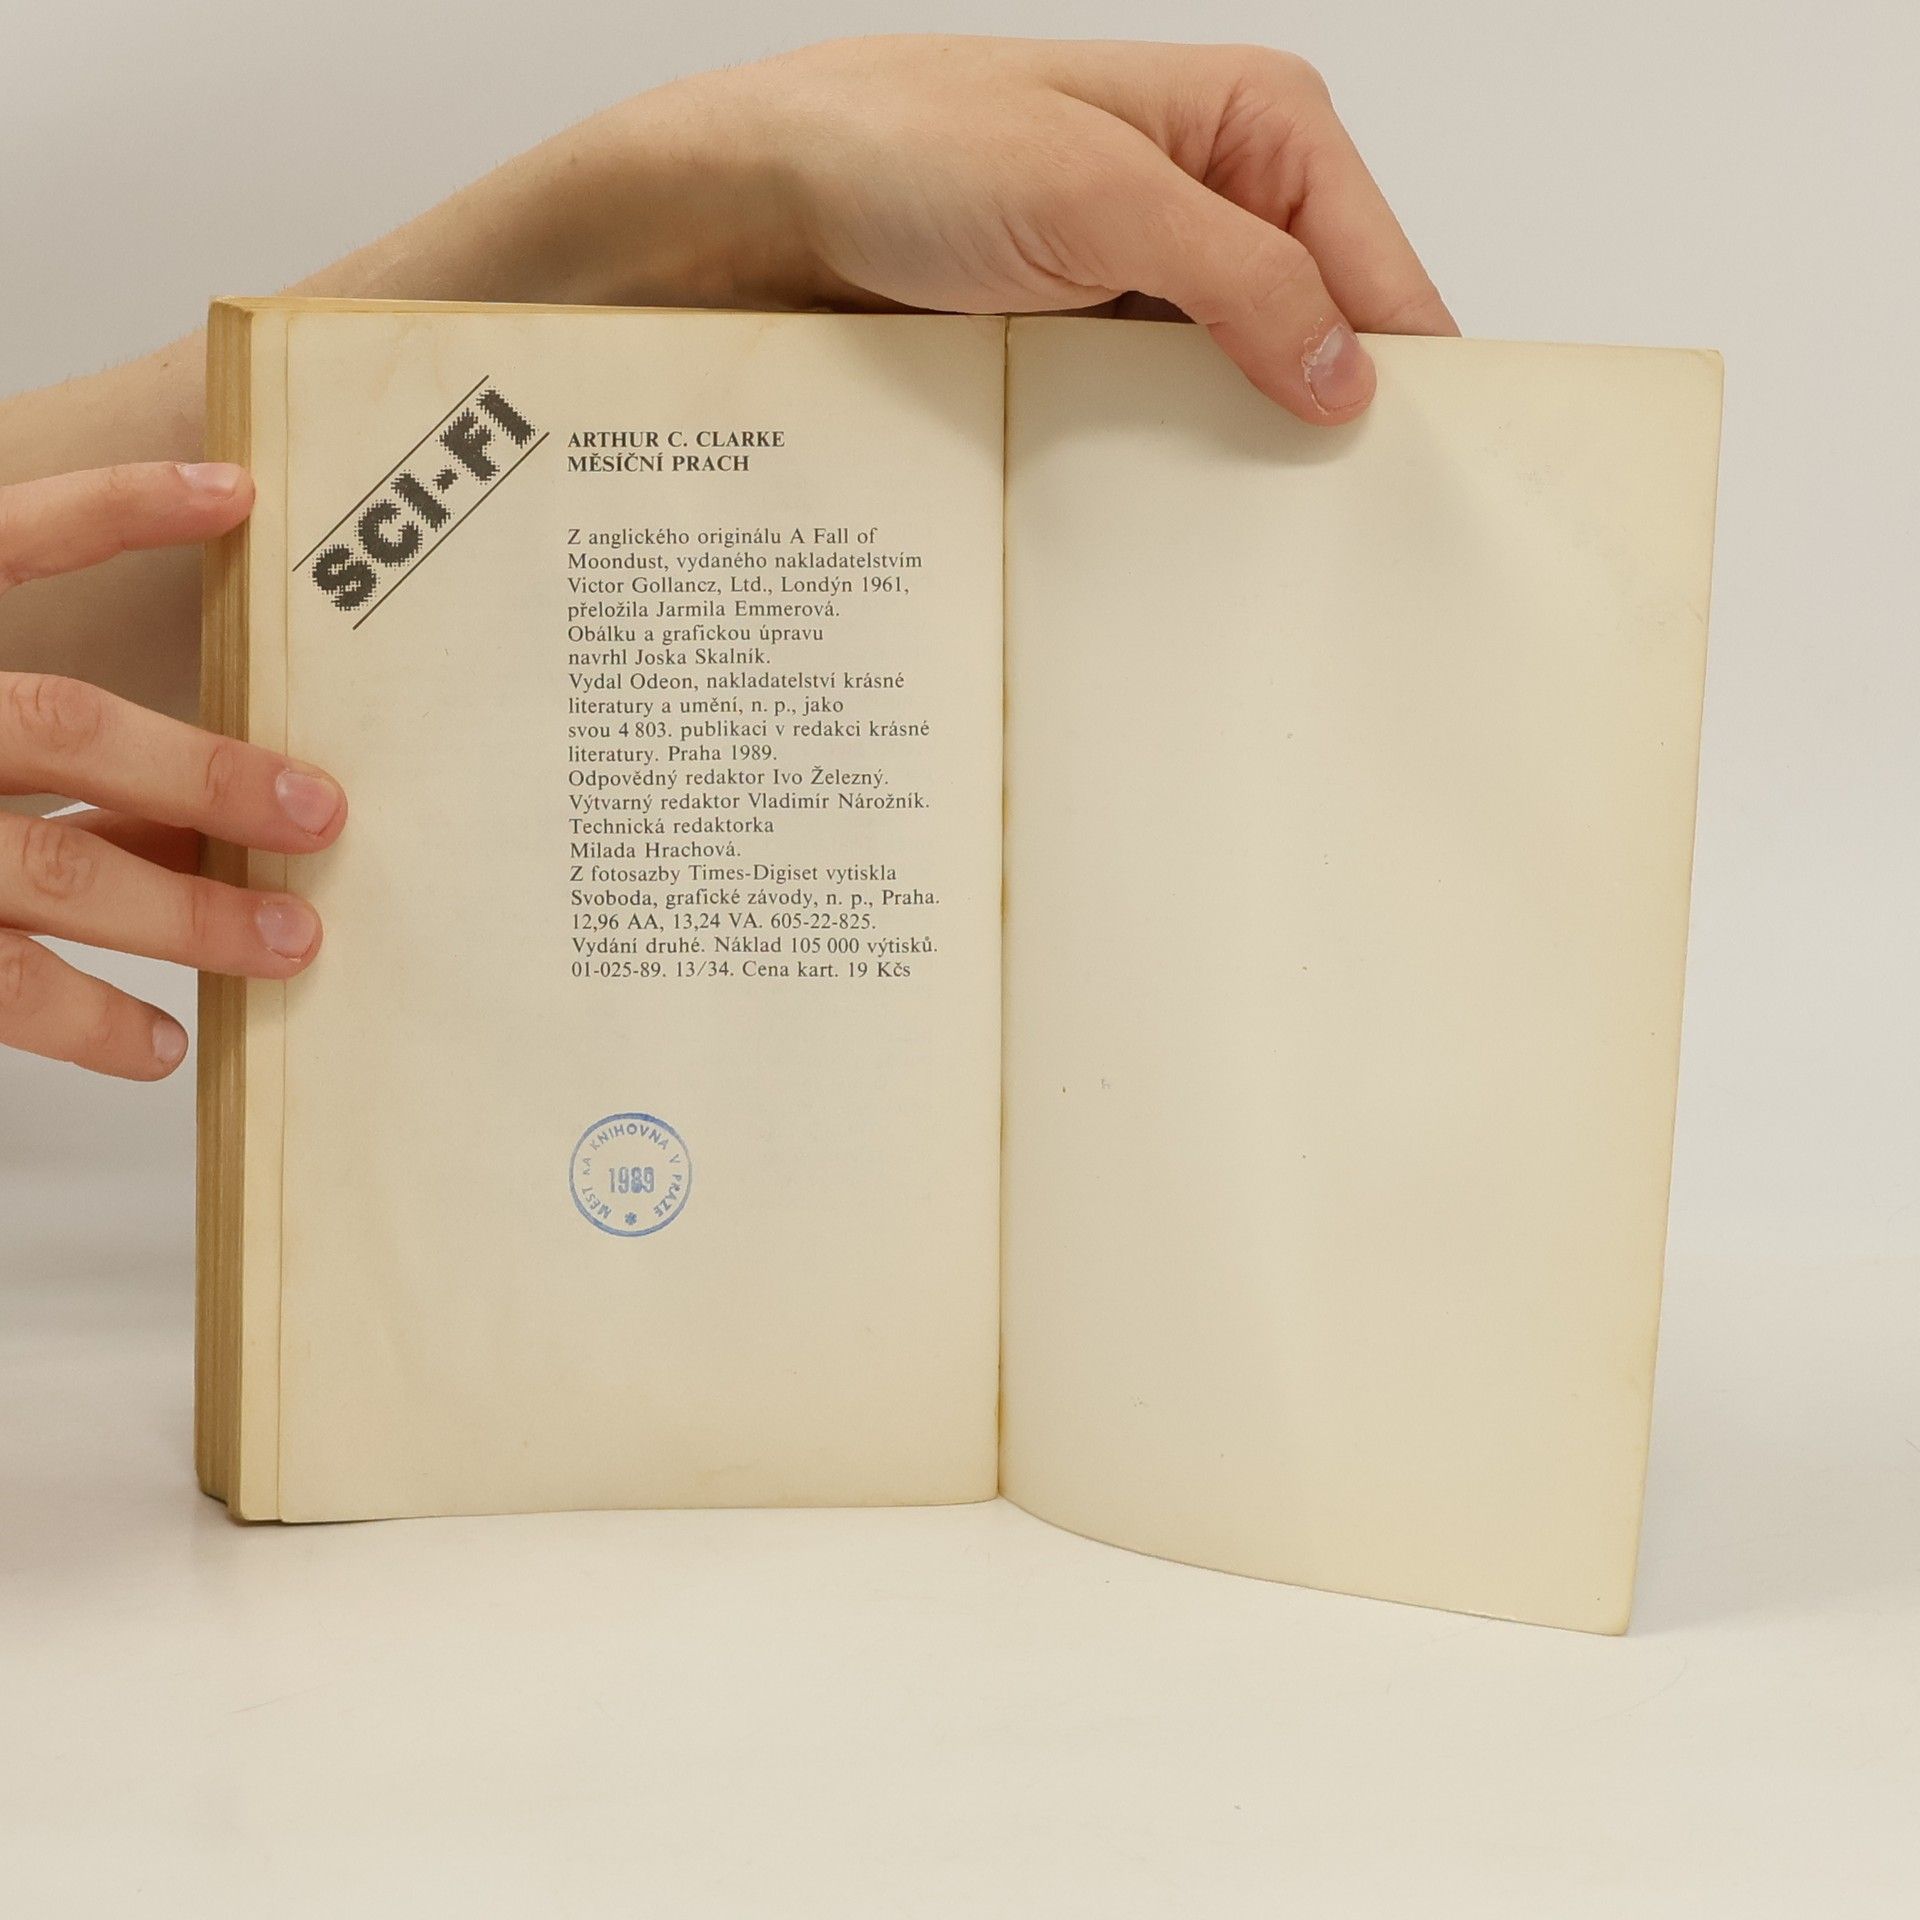 SCI-FI
ARTHUR C. CLARKE
MĚSÍČNÍ PRACH
Z anglického originálu A Fall of
Moondust, vydaného nakladatelstvím
Victor Gollancz, Ltd., Londýn 1961,
přeložila Jarmila Emmerová.
Obálku a grafickou úpravu
navrhl Joska Skalník.
Vydal Odeon, nakladatelství krásné
literatury a umění, n. p., jako
svou 4 803. publikaci v redakci krásné
literatury. Praha 1989.
Odpovědný redaktor Ivo Železný.
Výtvarný redaktor Vladimír Nárožník.
Technická redaktorka
Milada Hrachová.
Z fotosazby Times-Digiset vytiskla
Svoboda, grafické závody, n. p., Praha.
12,96 AA, 13,24 VA. 605-22-825.
Vydání druhé. Náklad 105 000 výtisků.
01-025-89. 13/34. Cena kart. 19 Kčs
KNIHOVNA V PRAZE
1989